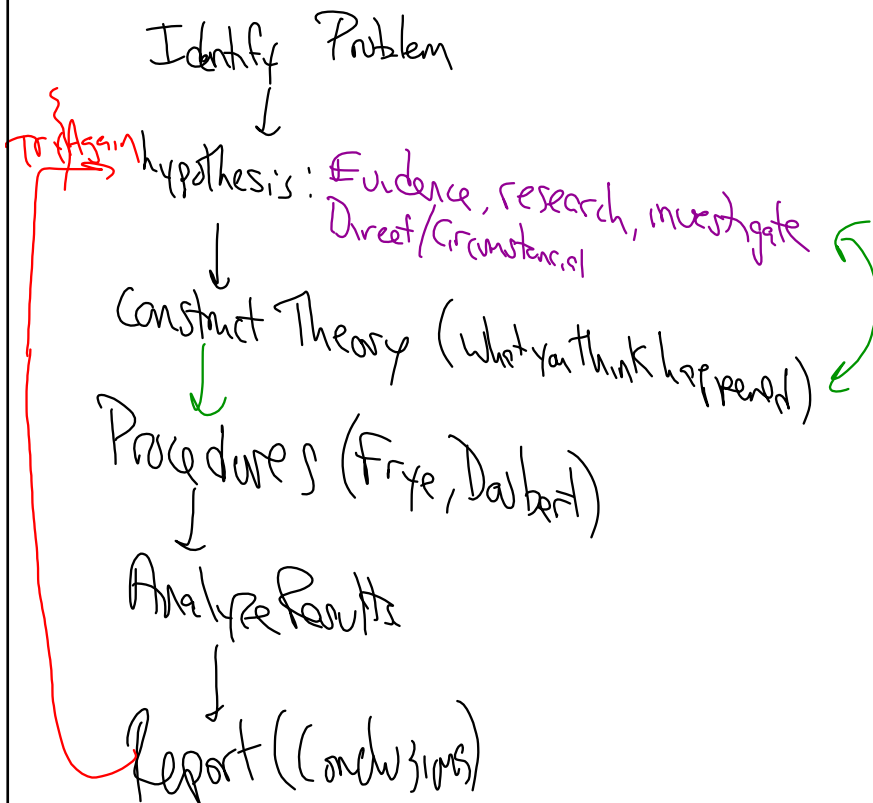 Identify Problem
Try Again
hypothesis: Evidence, research, investigate
Direct/Circumstancial
Construct Theory (What you think happened)
Procedures (Frye, Daubert)
Analyze Results
Report (Conclusions)